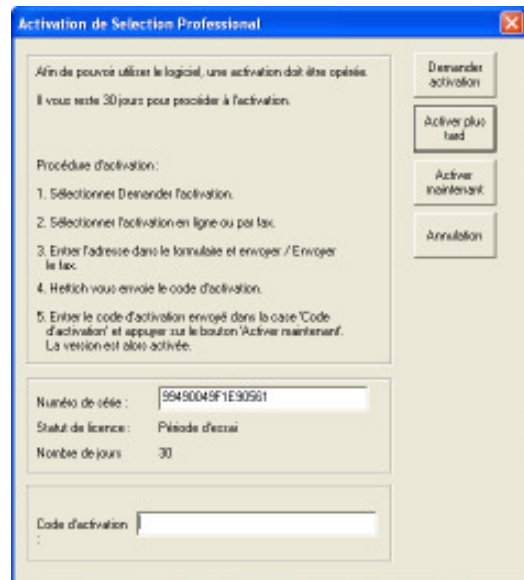 Activation de Selection Professional
Afin de pouvoir utiliser le logiciel, une activation doit être opérée.
Il vous reste 30 jours pour procéder à l'activation.
Procédure d'activation :
1. Sélectionner Demander l'activation.
2. Sélectionner l'activation en ligne ou par fax.
3. Entrer l'adresse dans le formulaire et envoyer / Envoyer
le fax.
4. Hettich vous envoie le code d'activation.
5. Entrer le code d'activation envoyé dans la case 'Code
d'activation' et appuyer sur le bouton 'Activer maintenant'.
La version est alors activée.
Demander
activation
Activer plus
tard
Activer
maintenant
Annulation
Numéro de série : 99490049F1E90561
Statut de licence : Période d'essai
Nombre de jours 30
Code d'activation
: